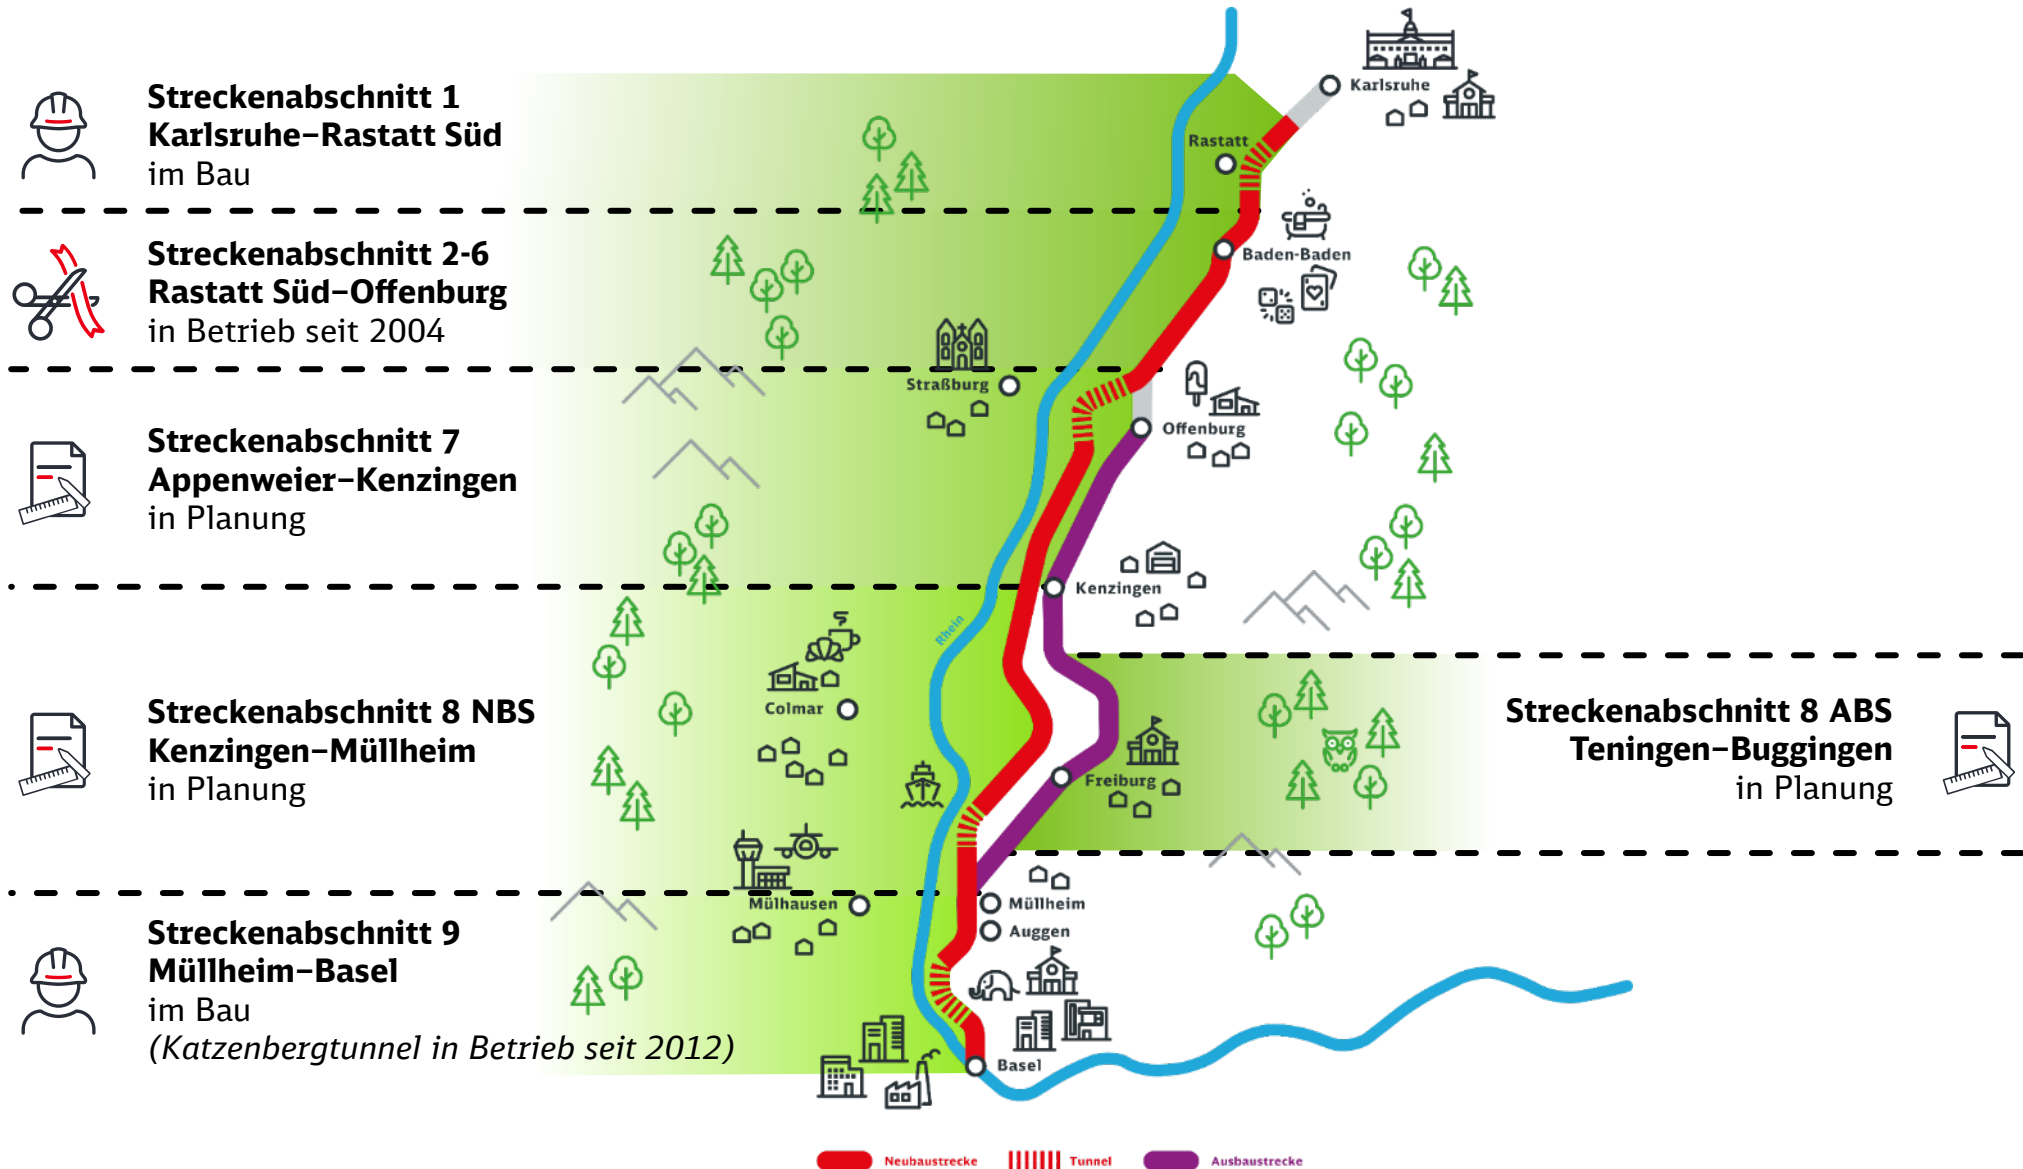 Streckenabschnitt 1
Karlsruhe–Rastatt Süd
im Bau
Streckenabschnitt 2-6
Rastatt Süd–Offenburg
in Betrieb seit 2004
Streckenabschnitt 7
Appenweier–Kenzingen
in Planung
Streckenabschnitt 8 NBS
Kenzingen–Müllheim
in Planung
Streckenabschnitt 9
Müllheim–Basel
im Bau
(Katzenbergtunnel in Betrieb seit 2012)
Karlsruhe
Rastatt
Baden-Baden
Straßburg
Offenburg
Kenzingen
Rhein
Colmar
Freiburg
Mülhausen
Müllheim
Auggen
Basel
Streckenabschnitt 8 ABS
Teningen–Buggingen
in Planung
Neubaustrecke
Tunnel
Ausbaustrecke